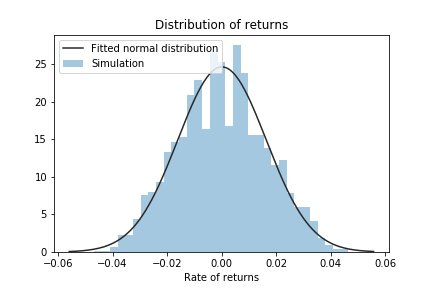 Distribution of returns
Fitted normal distribution
Simulation
25
20
15
10
5
0
−0.06 −0.04 −0.02 0.00 0.02 0.04 0.06
Rate of returns